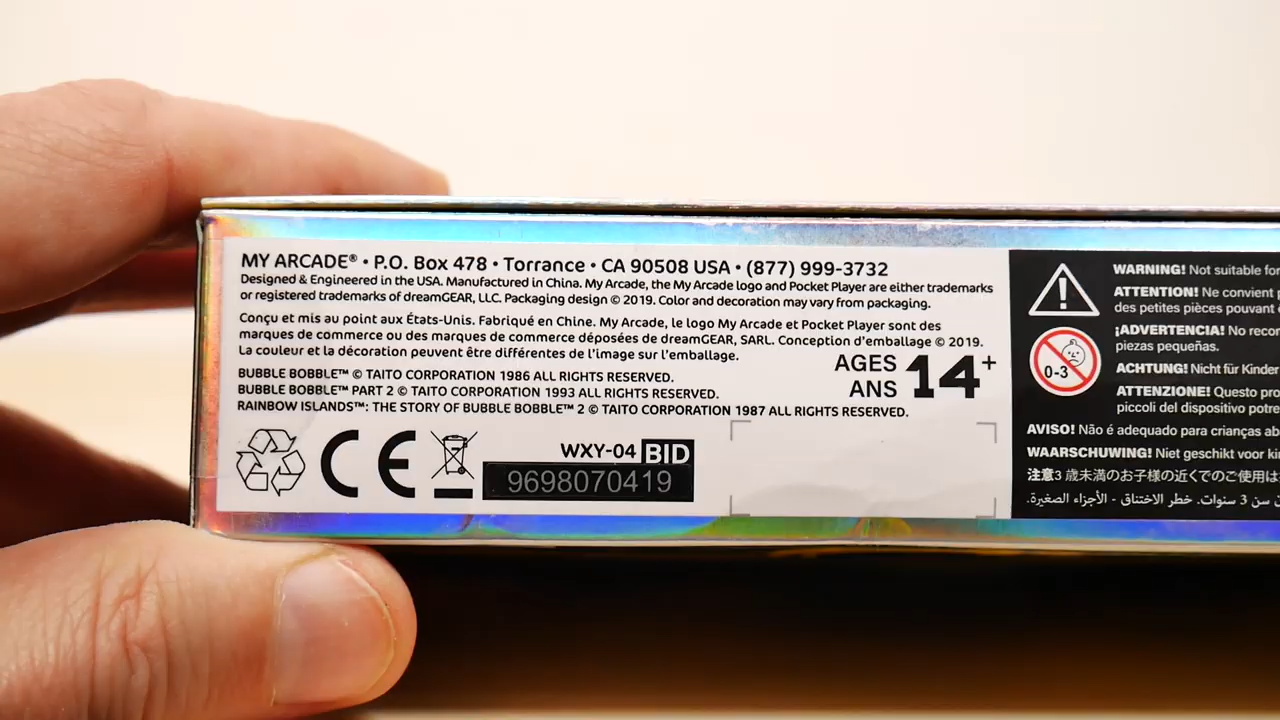 MY ARCADE® • P.O. Box 478 • Torrance • CA 90508 USA • (877) 999-3732
Designed & Engineered in the USA. Manufactured in China. My Arcade, the My Arcade logo and Pocket Player are either trademarks
or registered trademarks of dreamGEAR, LLC. Packaging design © 2019. Color and decoration may vary from packaging.
Conçu et mis au point aux États-Unis. Fabriqué en Chine. My Arcade, le logo My Arcade et Pocket Player sont des
marques de commerce ou des marques de commerce déposées de dreamGEAR, SARL. Conception d'emballage © 2019.
La couleur et la décoration peuvent être différentes de l'image sur l'emballage.
BUBBLE BOBBLE™ © TAITO CORPORATION 1986 ALL RIGHTS RESERVED.
BUBBLE BOBBLE™ PART 2 © TAITO CORPORATION 1993 ALL RIGHTS RESERVED.
RAINBOW ISLANDS™: THE STORY OF BUBBLE BOBBLE™ 2 © TAITO CORPORATION 1987 ALL RIGHTS RESERVED.
AGES
ANS
14+
CE
WXY-04 BID
9698070419
WARNING! Not suitable for
ATTENTION! Ne convient p
des petites pièces pouvant
0-3
¡ADVERTENCIA! No recor
piezas pequeñas.
ACHTUNG! Nicht für Kinder
ATTENZIONE! Questo pro
piccoli del dispositivo potre
AVISO! Não é adequado para crianças ab
WAARSCHUWING! Niet geschikt voor ki
注意3 歳未満のお子様の近くでのご使用は
سن 3 سنوات. خطر الاختناق - الأجزاء الصغيرة.